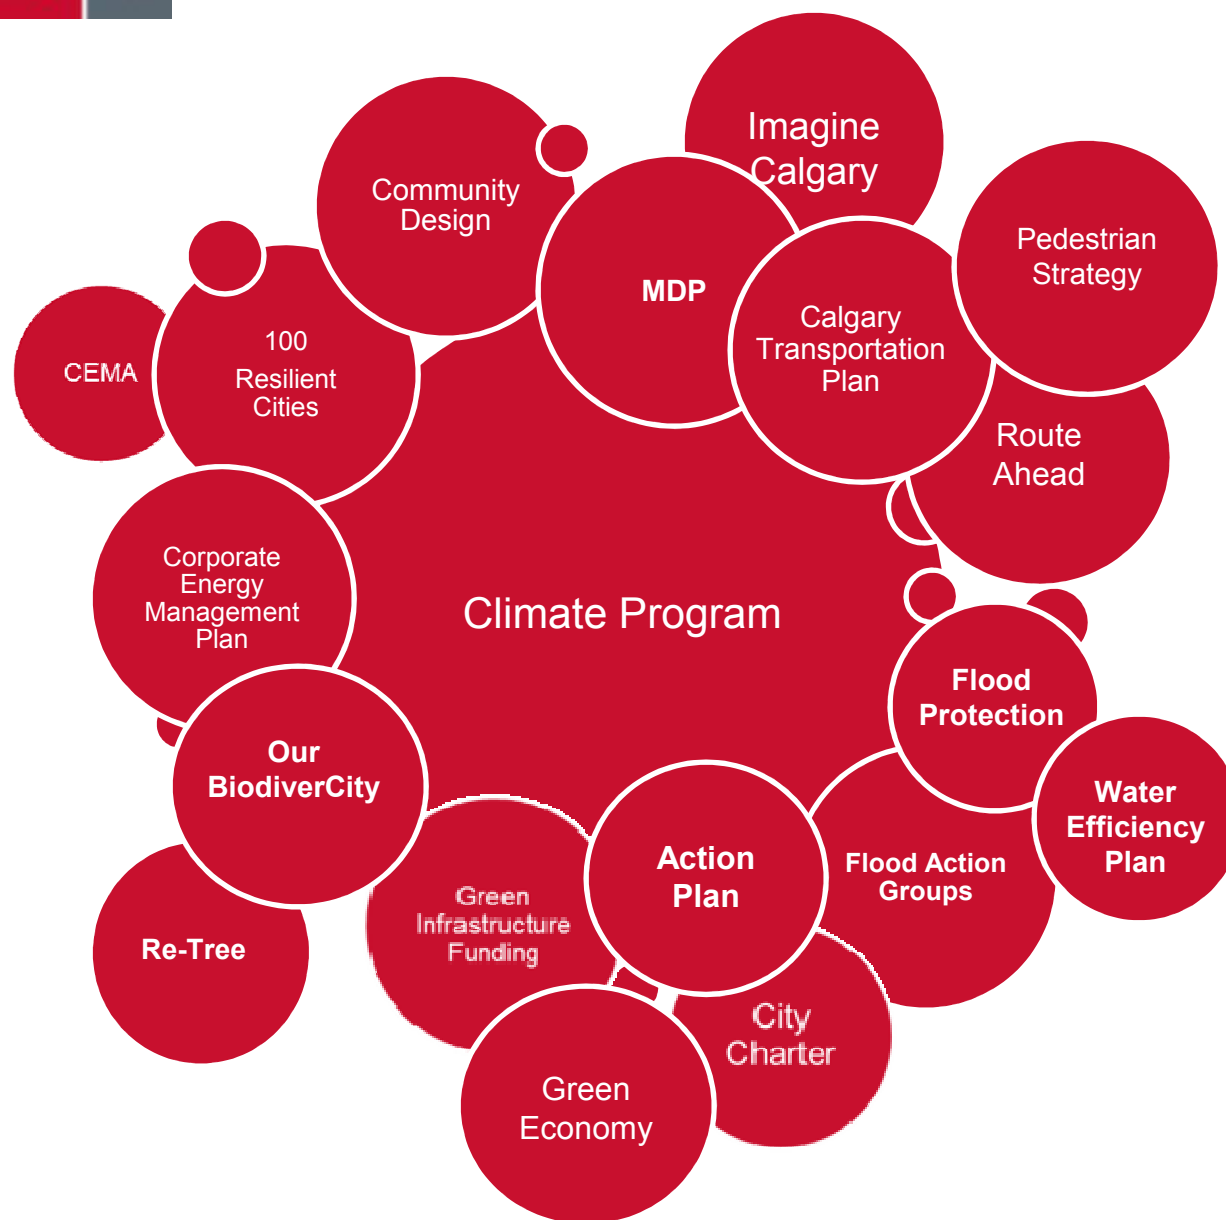 Imagine
Calgary
Community
Design
Pedestrian
Strategy
MDP
Calgary
Transportation
Plan
100
Resilient
Cities
CEMA
Route
Ahead
Corporate
Energy
Management
Plan
Climate Program
Flood
Protection
Our
BiodiverCity
Water
Efficiency
Plan
Action
Plan
Flood Action
Groups
Green
Infrastructure
Funding
Re-Tree
City
Charter
Green
Economy